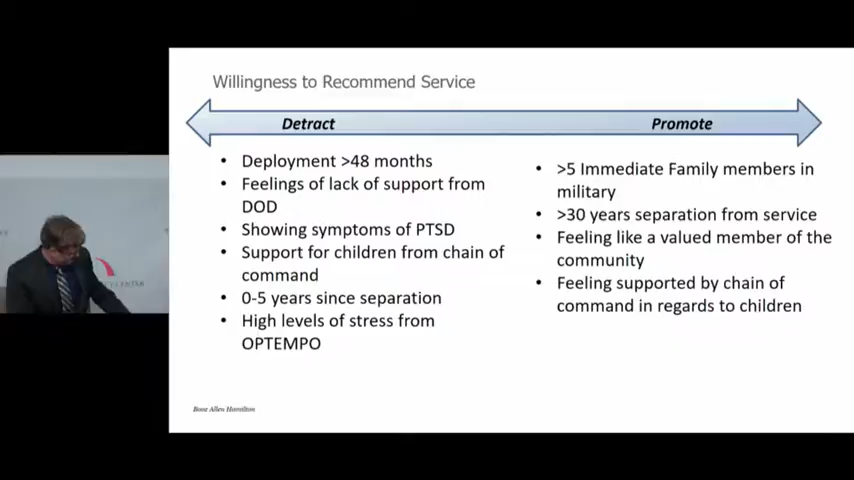 Willingness to Recommend Service
Detract
Promote
• Deployment >48 months
• Feelings of lack of support from
DOD
• Showing symptoms of PTSD
• Support for children from chain of
command
• 0-5 years since separation
• High levels of stress from
OPTEMPO
• >5 Immediate Family members in
military
• >30 years separation from service
• Feeling like a valued member of the
community
• Feeling supported by chain of
command in regards to children
Booz Allen Hamilton